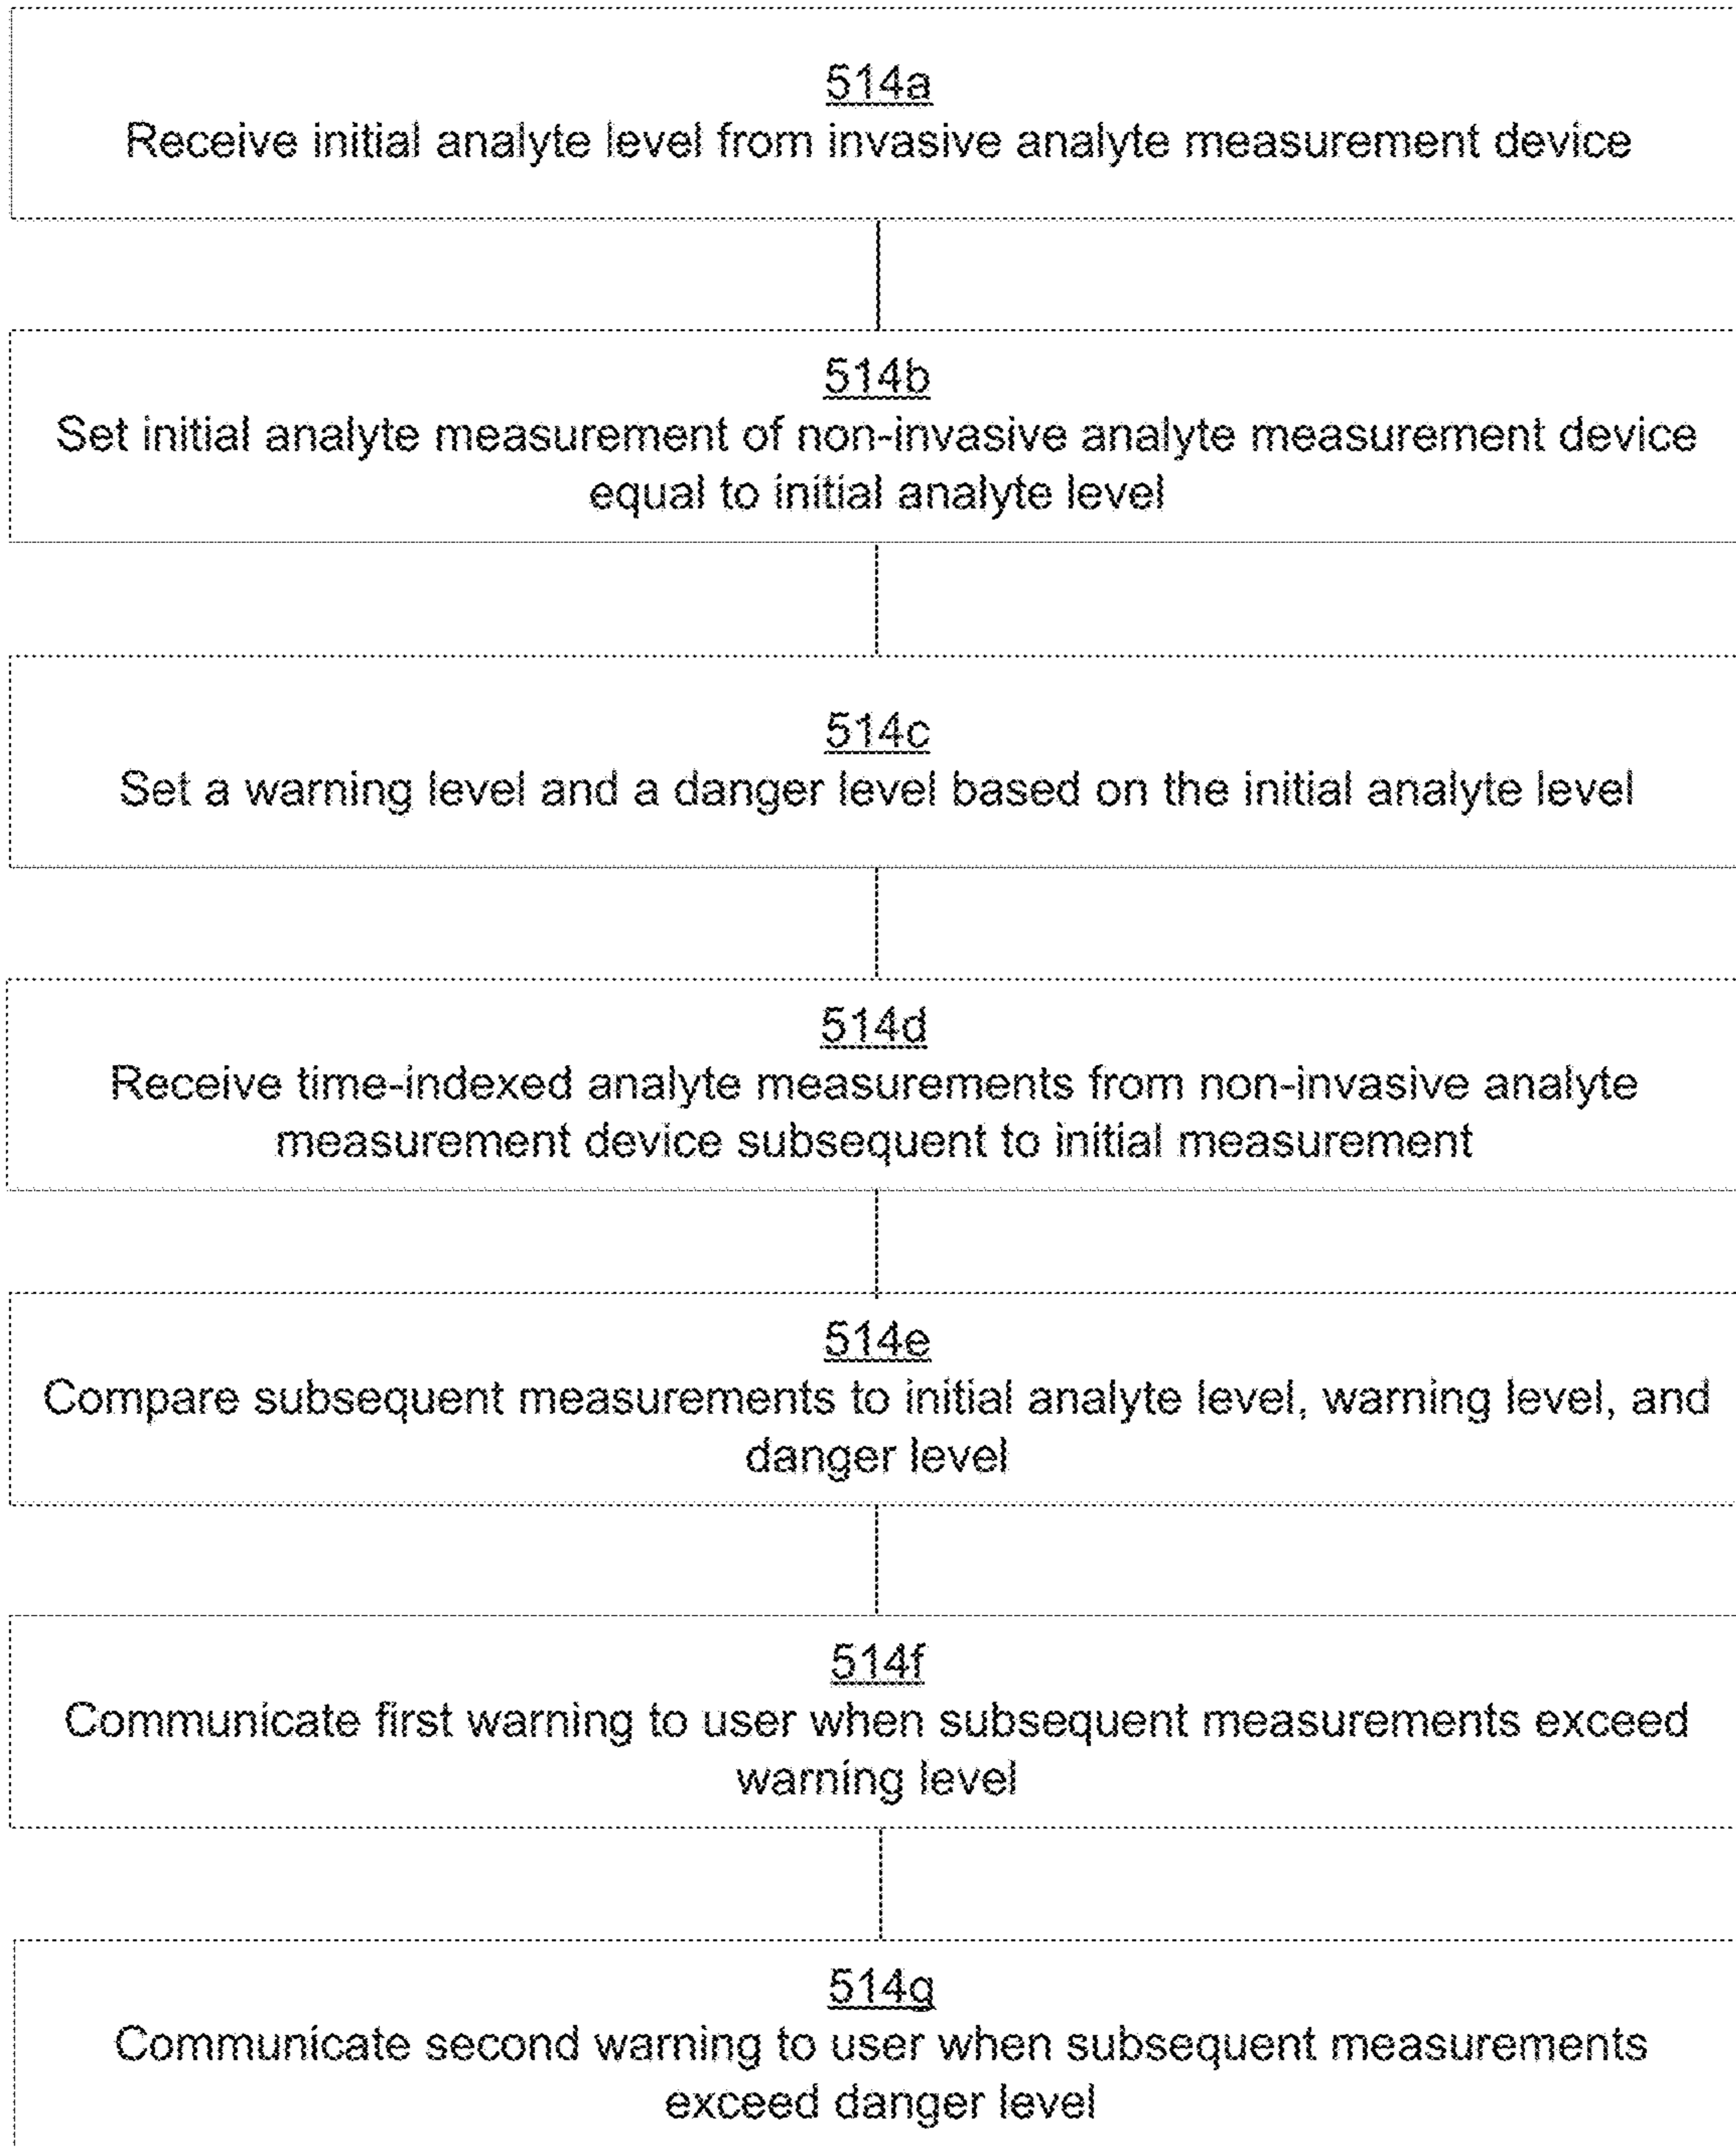 514a
Receive initial analyte level from invasive analyte measurement device
514b
Set initial analyte measurement of non-invasive analyte measurement device
equal to initial analyte level
514c
Set a warning level and a danger level based on the initial analyte level
514d
Receive time-indexed analyte measurements from non-invasive analyte
measurement device subsequent to initial measurement
514e
Compare subsequent measurements to initial analyte level, warning level, and
danger level
514f
Communicate first warning to user when subsequent measurements exceed
warning level
514g
Communicate second warning to user when subsequent measurements
exceed danger level